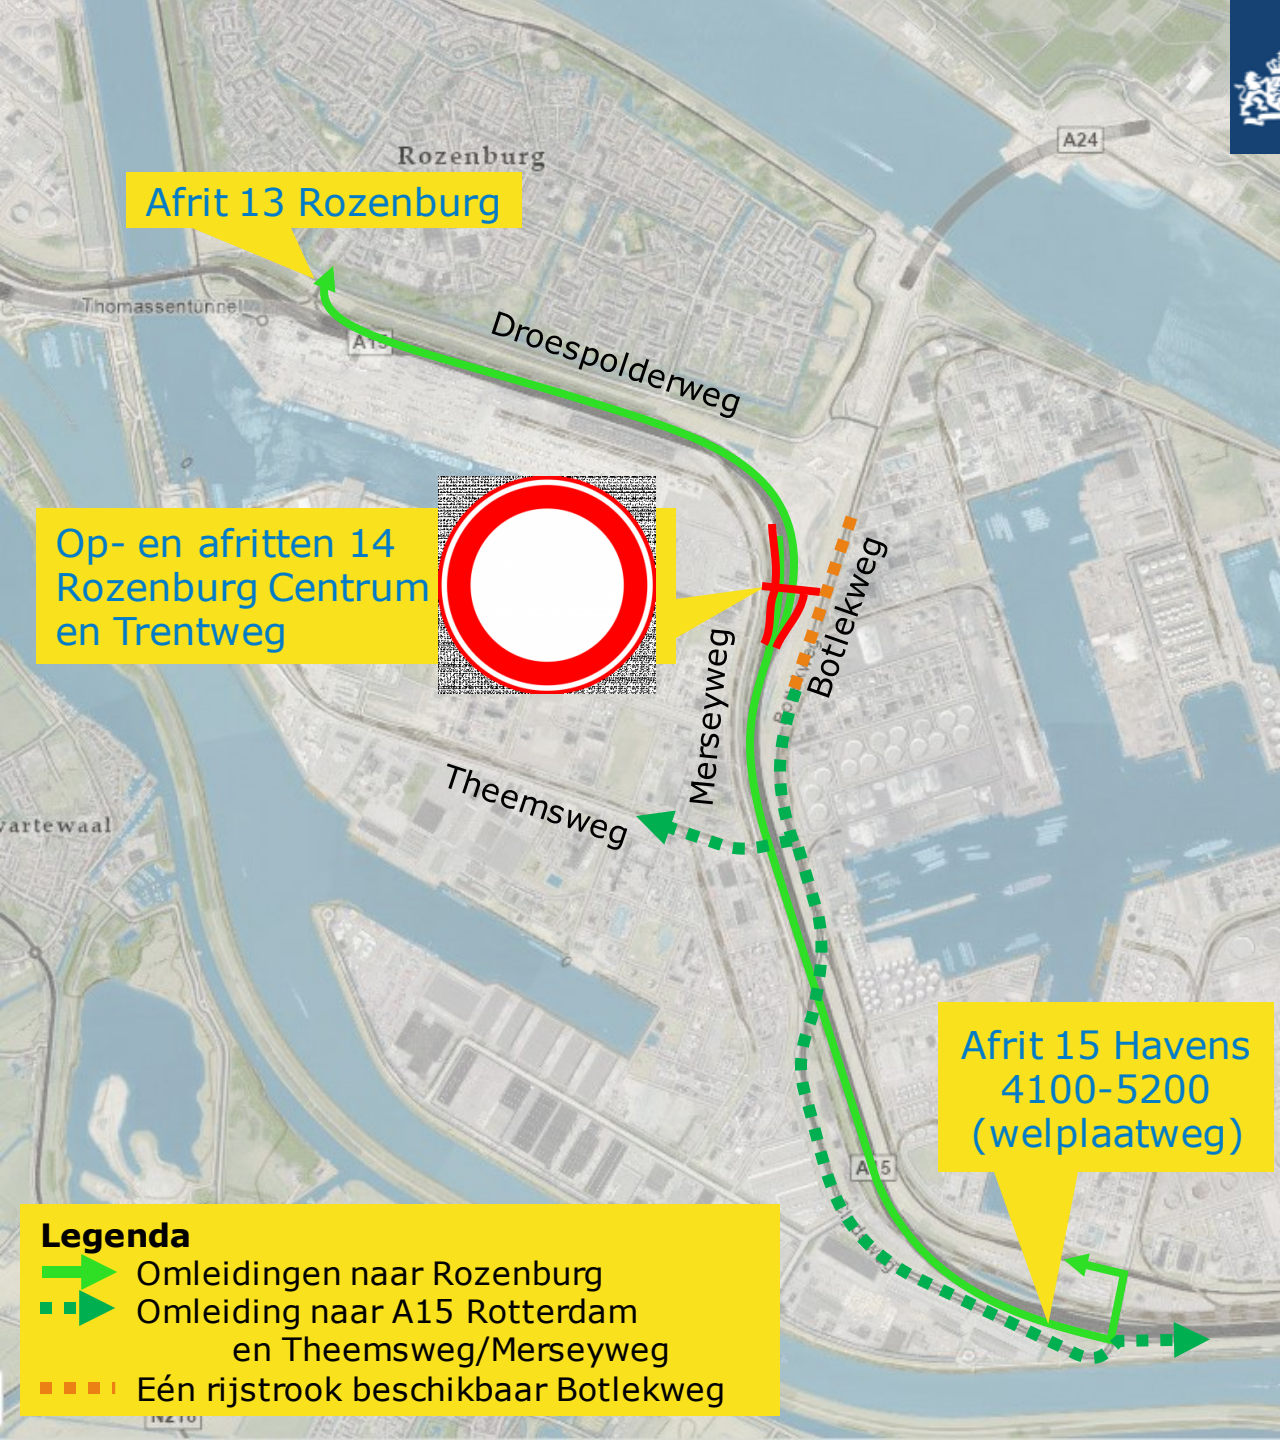 Rozenburg
A24
Afrit 13 Rozenburg
Thomassentunnel
A15
Droespolderweg
Op- en afritten 14
Rozenburg Centrum
en Trentweg
Botlekweg
Merseyweg
Theemsweg
vartewaal
Afrit 15 Havens
4100-5200
(welplaatweg)
A15
Legenda
Omleidingen naar Rozenburg
Omleiding naar A15 Rotterdam
en Theemsweg/Merseyweg
Eén rijstrook beschikbaar Botlekweg
N218